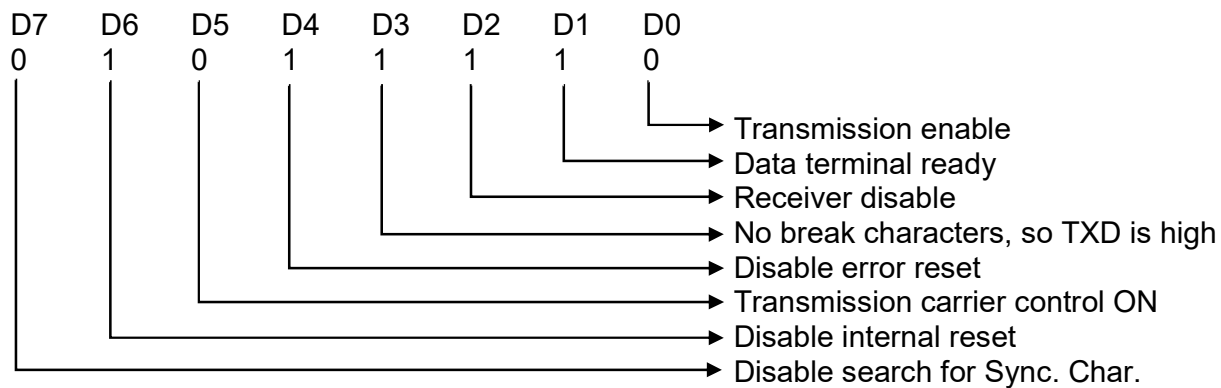 D7 D6 D5 D4 D3 D2 D1 D0
0 1 0 1 1 1 1 0
Transmission enable
Data terminal ready
Receiver disable
No break characters, so TXD is high
Disable error reset
Transmission carrier control ON
Disable internal reset
Disable search for Sync. Char.